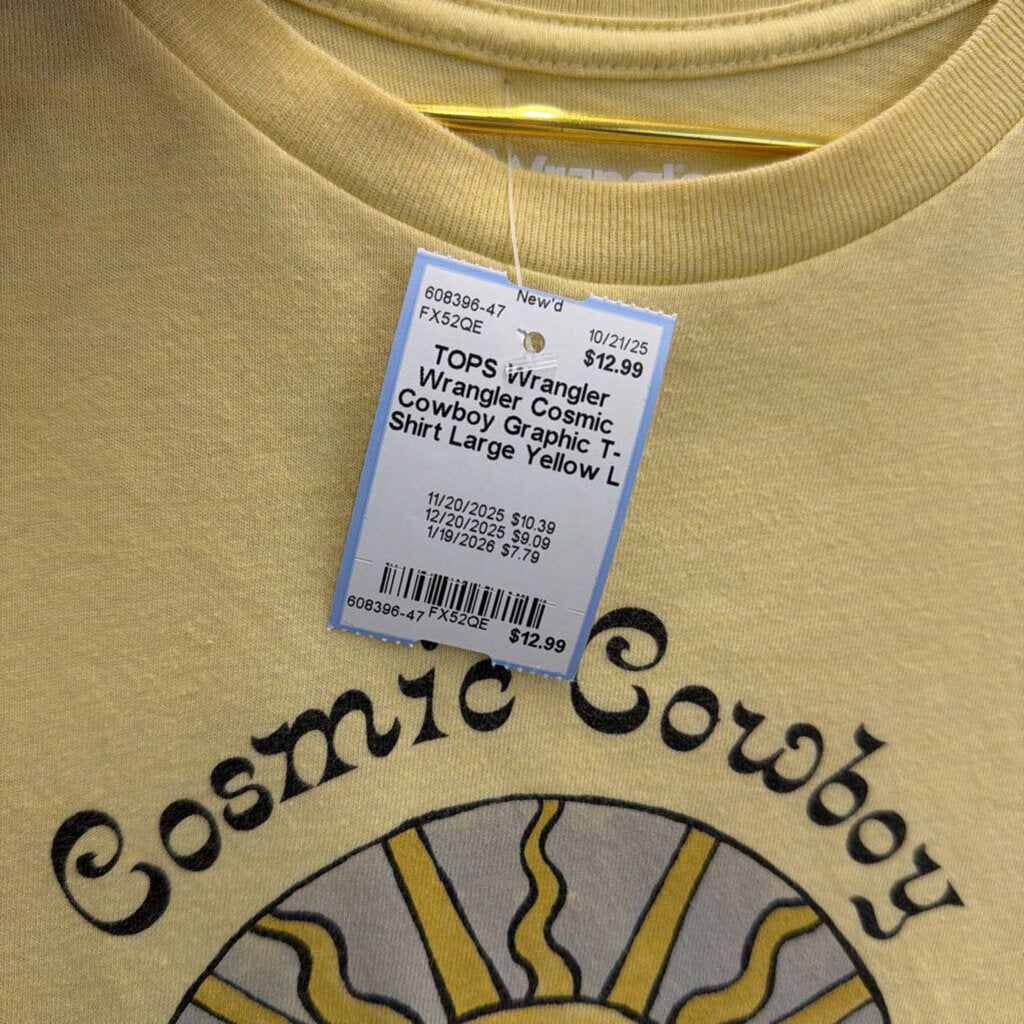 Wrangler
New'd
608396-47
FX52QE
10/21/25
$12.99
TOPS Wrangler
Wrangler Cosmic
Cowboy Graphic T-
Shirt Large Yellow L
11/20/2025 $10.39
12/20/2025 $9.09
1/19/2026 $7.79
608396-47 FX52QE $12.99
Cosmic Cowboy